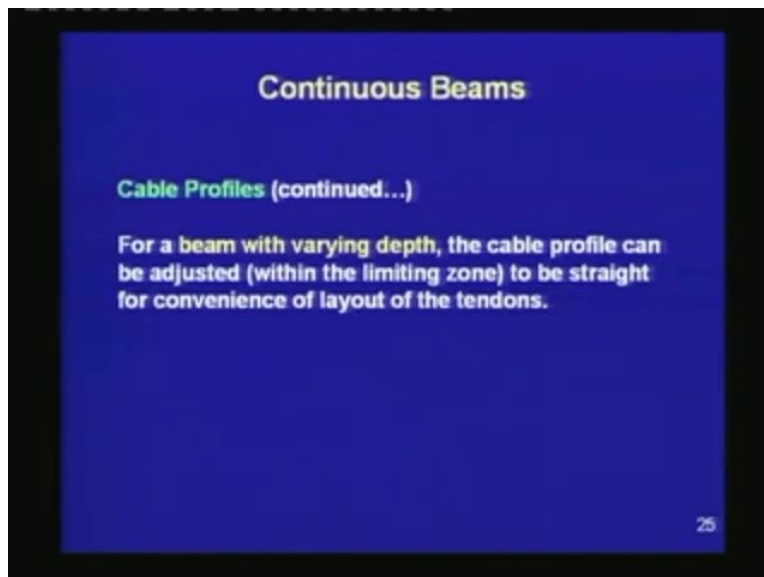 Continuous Beams
Cable Profiles (continued...)
For a beam with varying depth, the cable profile can
be adjusted (within the limiting zone) to be straight
for convenience of layout of the tendons.
25